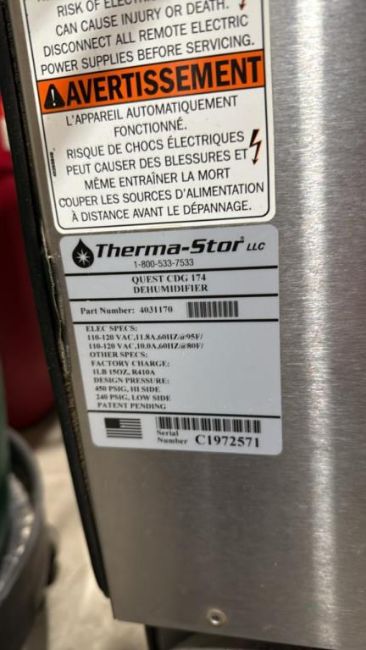 RISK OF ELECTRIC
CAN CAUSE INJURY OR DEATH.
DISCONNECT ALL REMOTE ELECTRIC
POWER SUPPLIES BEFORE SERVICING.
AVERTISSEMENT
L'APPAREIL AUTOMATIQUEMENT
FONCTIONNÉ.
RISQUE DE CHOCS ÉLECTRIQUES
PEUT CAUSER DES BLESSURES ET
MÊME ENTRAÎNER LA MORT
COUPER LES SOURCES D'ALIMENTATION
À DISTANCE AVANT LE DÉPANNAGE.
Therma-Stor LLC
1-800-533-7533
QUEST CDG 174
DEHUMIDIFIER
Part Number: 4031170
ELEC SPECS:
110-120 VAC,11.8A,60HZ@95F/
110-120 VAC,10.0A,60HZ@80F/
OTHER SPECS:
FACTORY CHARGE:
1LB 15OZ, R410A
DESIGN PRESSURE:
450 PSIG, HI SIDE
240 PSIG, LOW SIDE
PATENT PENDING
Serial
Number C1972571